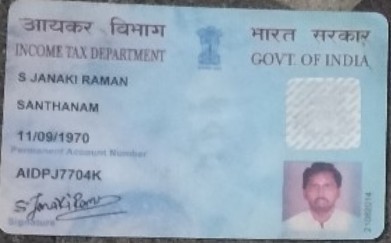 आयकर विभाग
INCOME TAX DEPARTMENT
भारत सरकार
GOVT. OF INDIA
S JANAKI RAMAN
SANTHANAM
11/09/1970
Permanent Account Number
AIDPJ7704K
S JanakiRaman
Signature